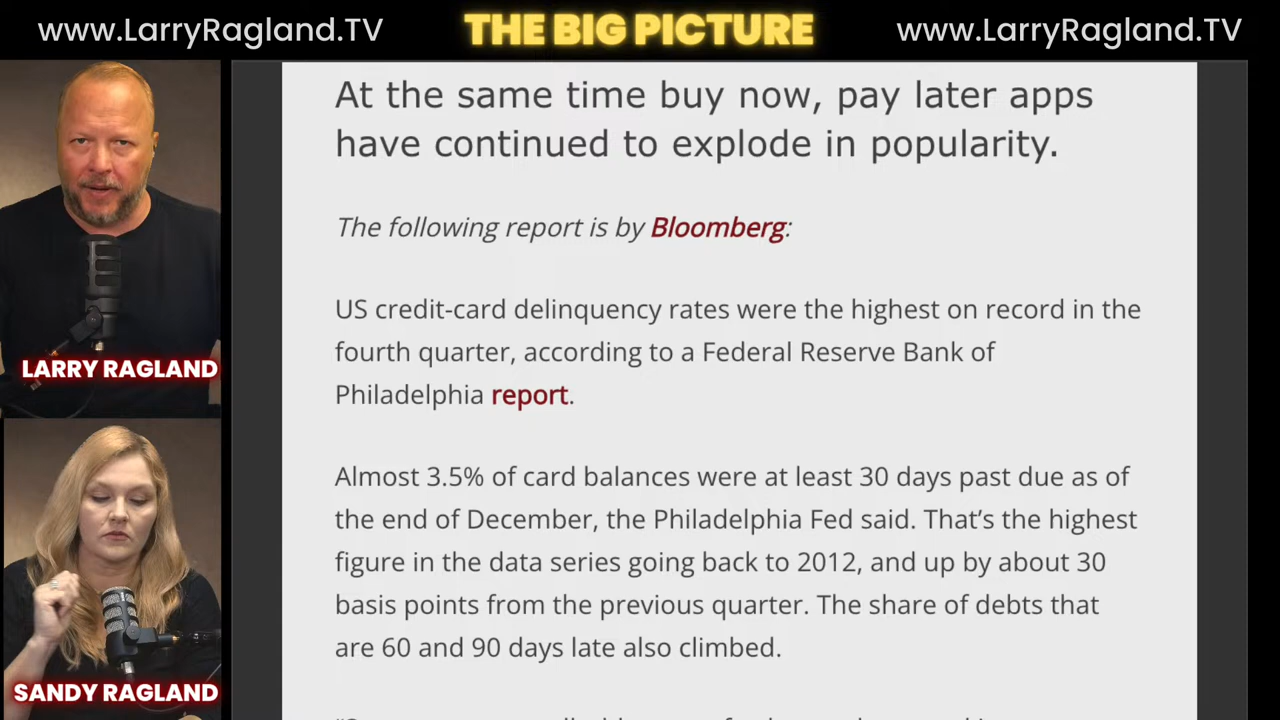 www.LarryRagland.TV
THE BIG PICTURE
www.LarryRagland.TV
At the same time buy now, pay later apps
have continued to explode in popularity.
The following report is by Bloomberg:
US credit-card delinquency rates were the highest on record in the
fourth quarter, according to a Federal Reserve Bank of
Philadelphia report.
Almost 3.5% of card balances were at least 30 days past due as of
the end of December, the Philadelphia Fed said. That’s the highest
figure in the data series going back to 2012, and up by about 30
basis points from the previous quarter. The share of debts that
are 60 and 90 days late also climbed.
LARRY RAGLAND
SANDY RAGLAND